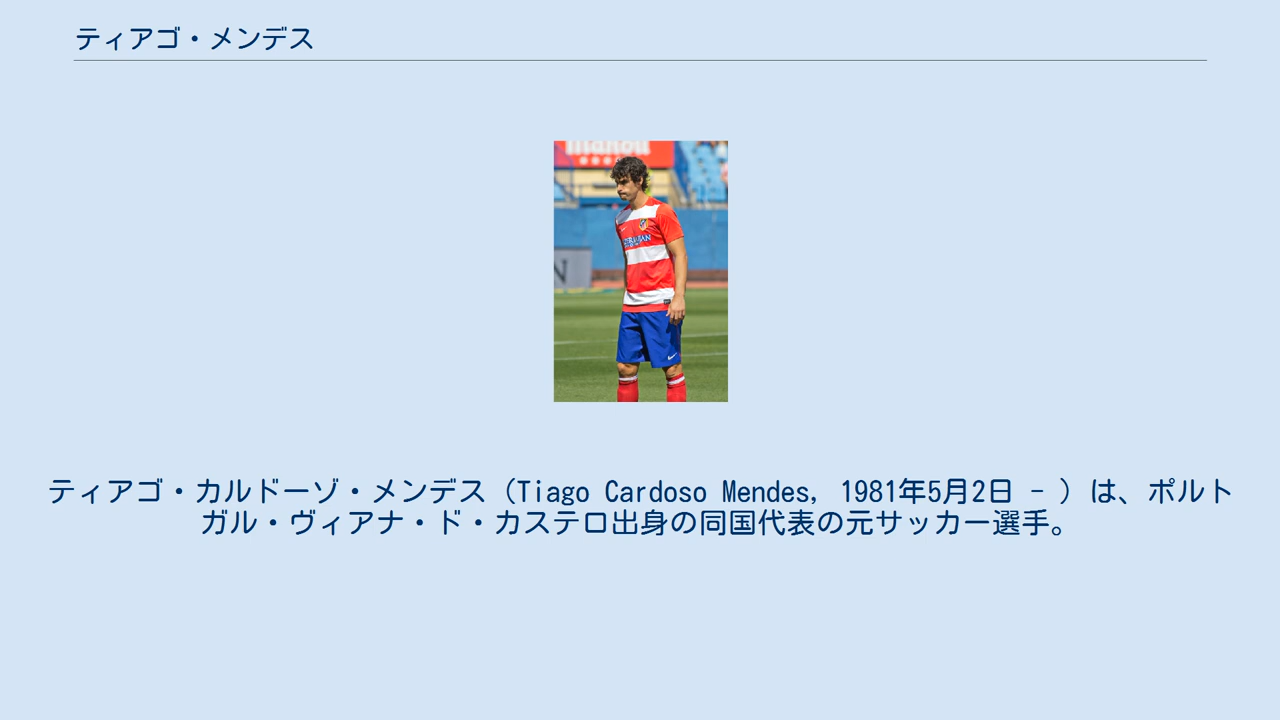 ティアゴ・メンデス
ティアゴ・カルドーゾ・メンデス（Tiago Cardoso Mendes, 1981年5月2日 - ）は、ポルト
ガル・ヴィアナ・ド・カステロ出身の同国代表の元サッカー選手。